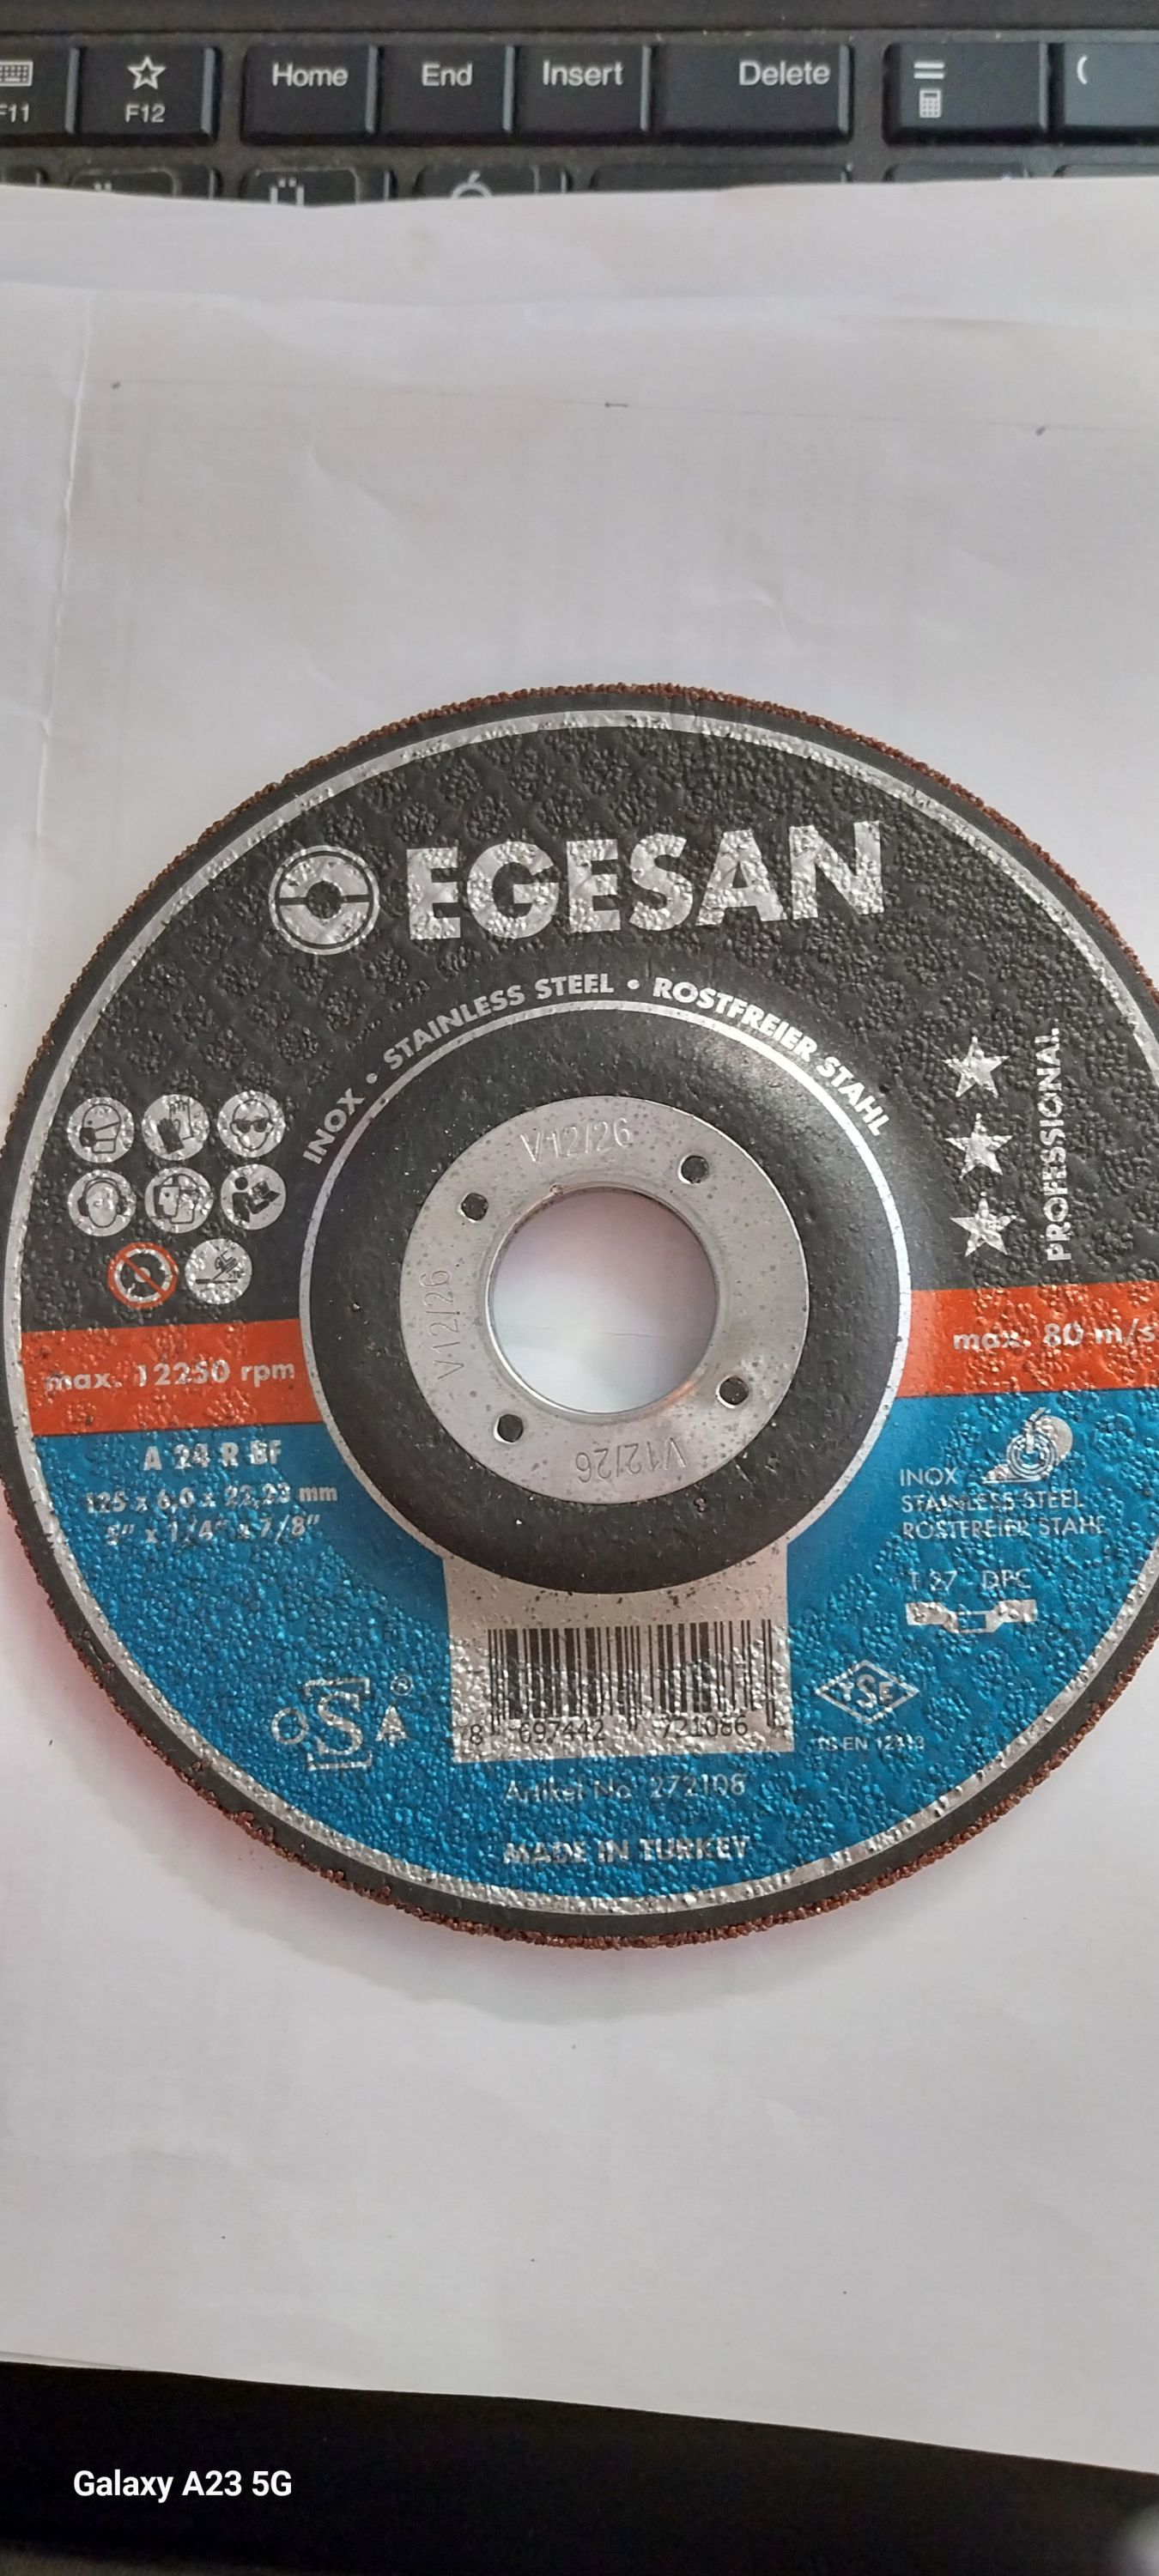 F11
F12
Home
End
Insert
Delete
=
(
Ü
Ó
EGESAN
INOX • STAINLESS STEEL • ROSTFREIER STAHL
PROFESSIONAL
V12/26
V12/26
V12/26
max. 12250 rpm
max. 80 m/s
A 24 R BF
125 x 6,0 x 22,23 mm
5" x 1/4" x 7/8"
INOX
STAINLESS STEEL
ROSTFREIER STAHL
T 27 DPC
OSA®
8 697442 721086
TSE
TS EN 12413
Artikel No 272108
MADE IN TURKEY
Galaxy A23 5G